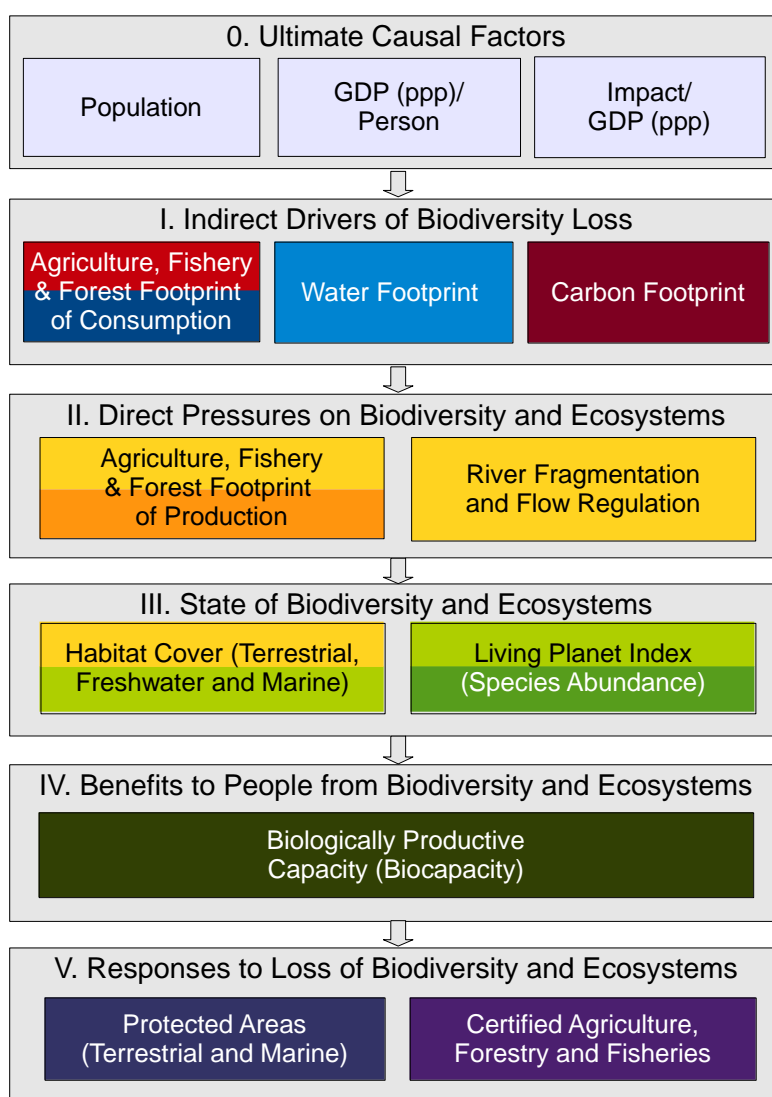 0. Ultimate Causal Factors
Population
GDP (ppp)/
Person
Impact/
GDP (ppp)
I. Indirect Drivers of Biodiversity Loss
Agriculture, Fishery
& Forest Footprint
of Consumption
Water Footprint
Carbon Footprint
II. Direct Pressures on Biodiversity and Ecosystems
Agriculture, Fishery
& Forest Footprint
of Production
River Fragmentation
and Flow Regulation
III. State of Biodiversity and Ecosystems
Habitat Cover (Terrestrial,
Freshwater and Marine)
Living Planet Index
(Species Abundance)
IV. Benefits to People from Biodiversity and Ecosystems
Biologically Productive
Capacity (Biocapacity)
V. Responses to Loss of Biodiversity and Ecosystems
Protected Areas
(Terrestrial and Marine)
Certified Agriculture,
Forestry and Fisheries